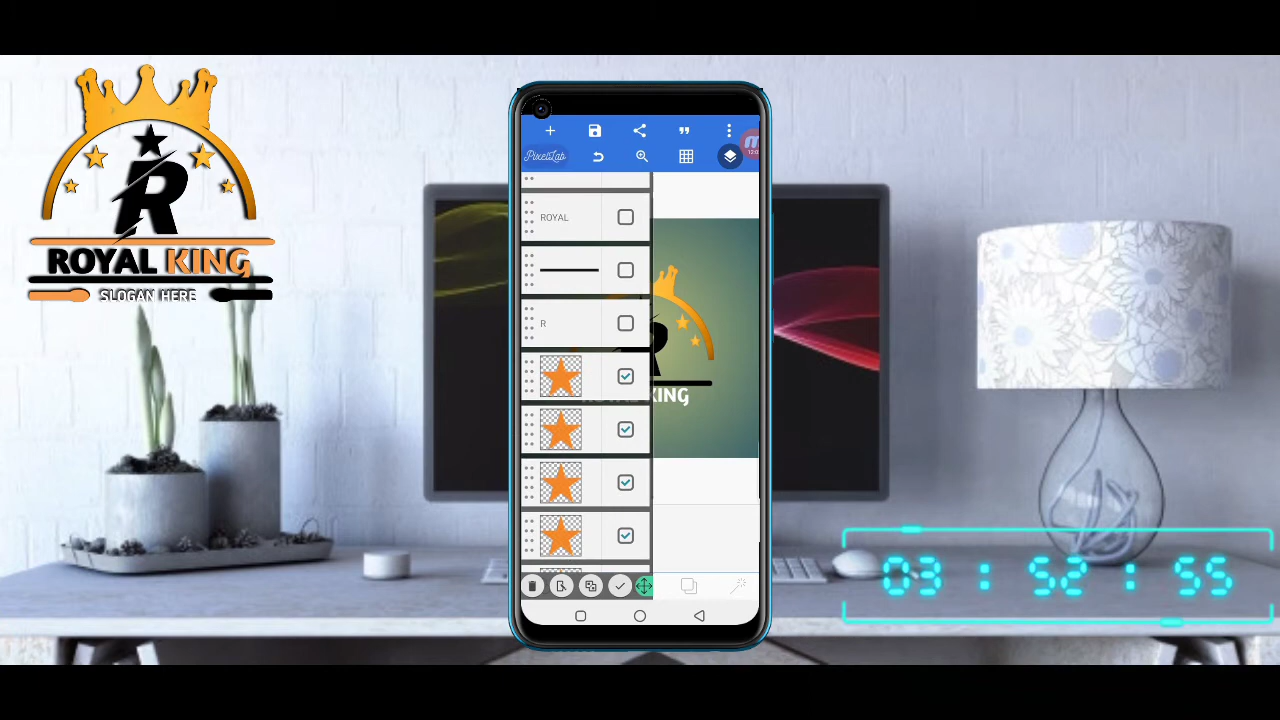 R
ROYAL KING
SLOGAN HERE
PixelLab
ROYAL
R
KING
03 : 52 : 55